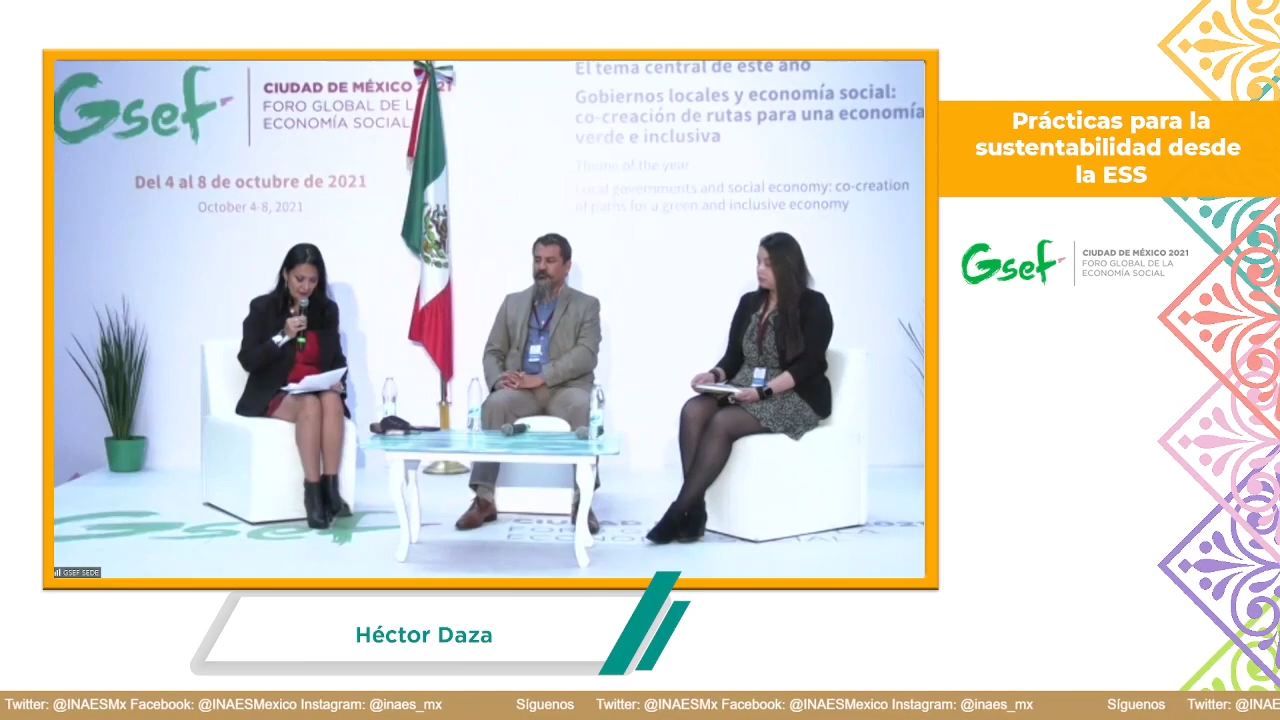 Gsef
CIUDAD DE MÉXICO 2021
FORO GLOBAL DE L
ECONOMÍA SOCIAL
Del 4 al 8 de octubre de 2021
October 4-8, 2021
El tema central de este año
Gobiernos locales y economía social:
co-creación de rutas para una economía
verde e inclusiva
Theme of the year
Local governments and social economy: co-creation
of paths for a green and inclusive economy
Prácticas para la
sustentabilidad desde
la ESS
Gsef
CIUDAD DE MÉXICO 2021
FORO GLOBAL DE LA
ECONOMÍA SOCIAL
Gsef
GSEF SEDE
Héctor Daza
Twitter: @INAESMx Facebook: @INAESMexico Instagram: @inaes_mx Síguenos Twitter: @INAESMx Facebook: @INAESMexico Instagram: @inaes_mx Síguenos Twitter: @INAE